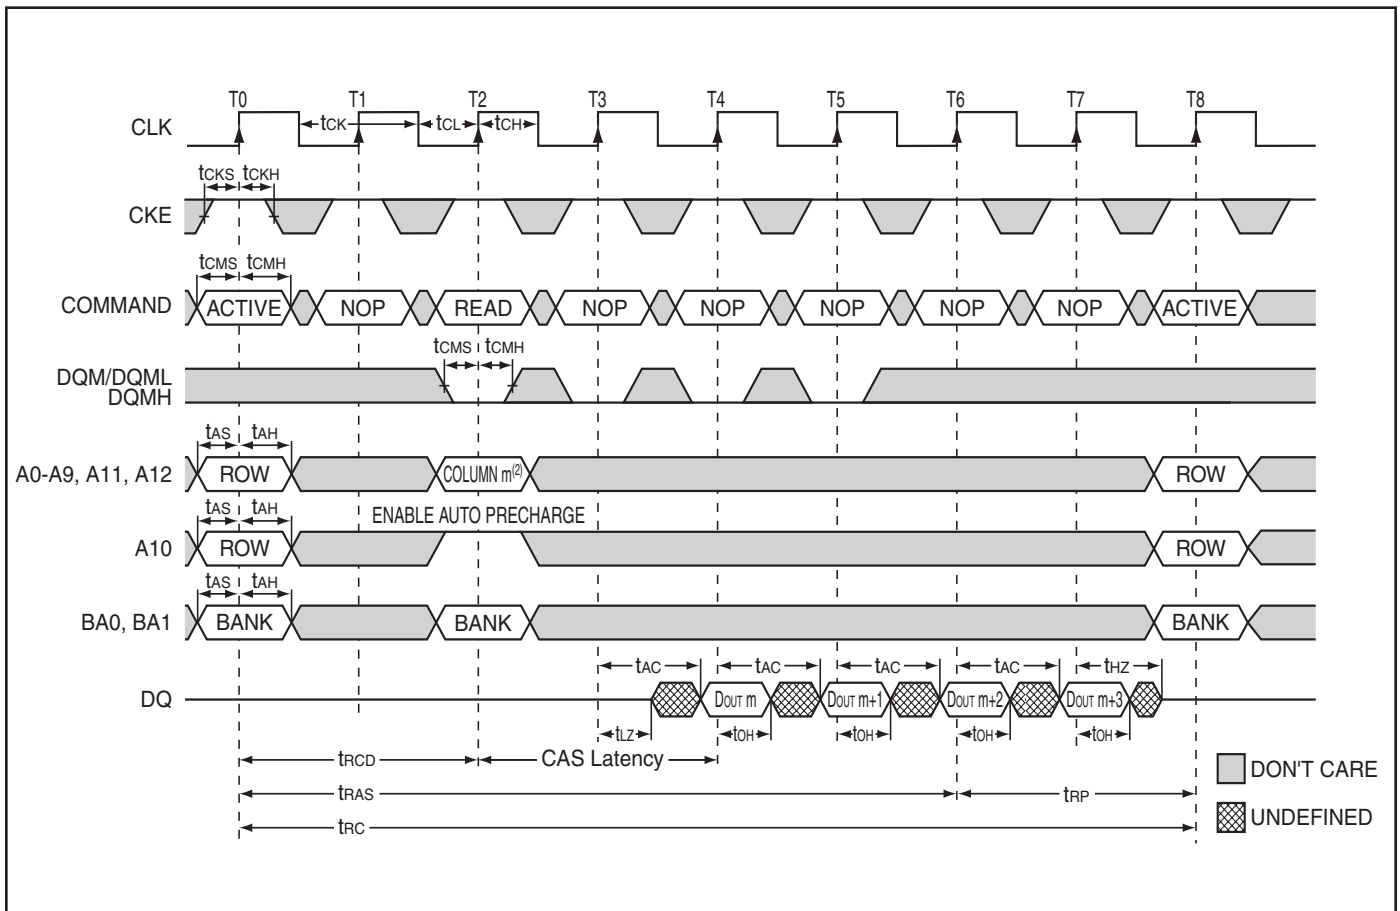 T0 T1 T2 T3 T4 T5 T6 T7 T8
CLK tCK tCL tCH
tCKS tCKH
CKE
tCMS tCMH
COMMAND ACTIVE NOP READ NOP NOP NOP NOP NOP ACTIVE
tCMS tCMH
DQM/DQML
DQMH
tAS tAH
A0-A9, A11, A12 ROW COLUMN m(2) ROW
tAS tAH ENABLE AUTO PRECHARGE
A10 ROW ROW
tAS tAH
BA0, BA1 BANK BANK BANK
tAC tAC tAC tAC tHZ
DQ DOUT m DOUT m+1 DOUT m+2 DOUT m+3
tLZ tOH tOH tOH tOH
tRCD CAS Latency
DON'T CARE
tRAS tRP
UNDEFINED
tRC